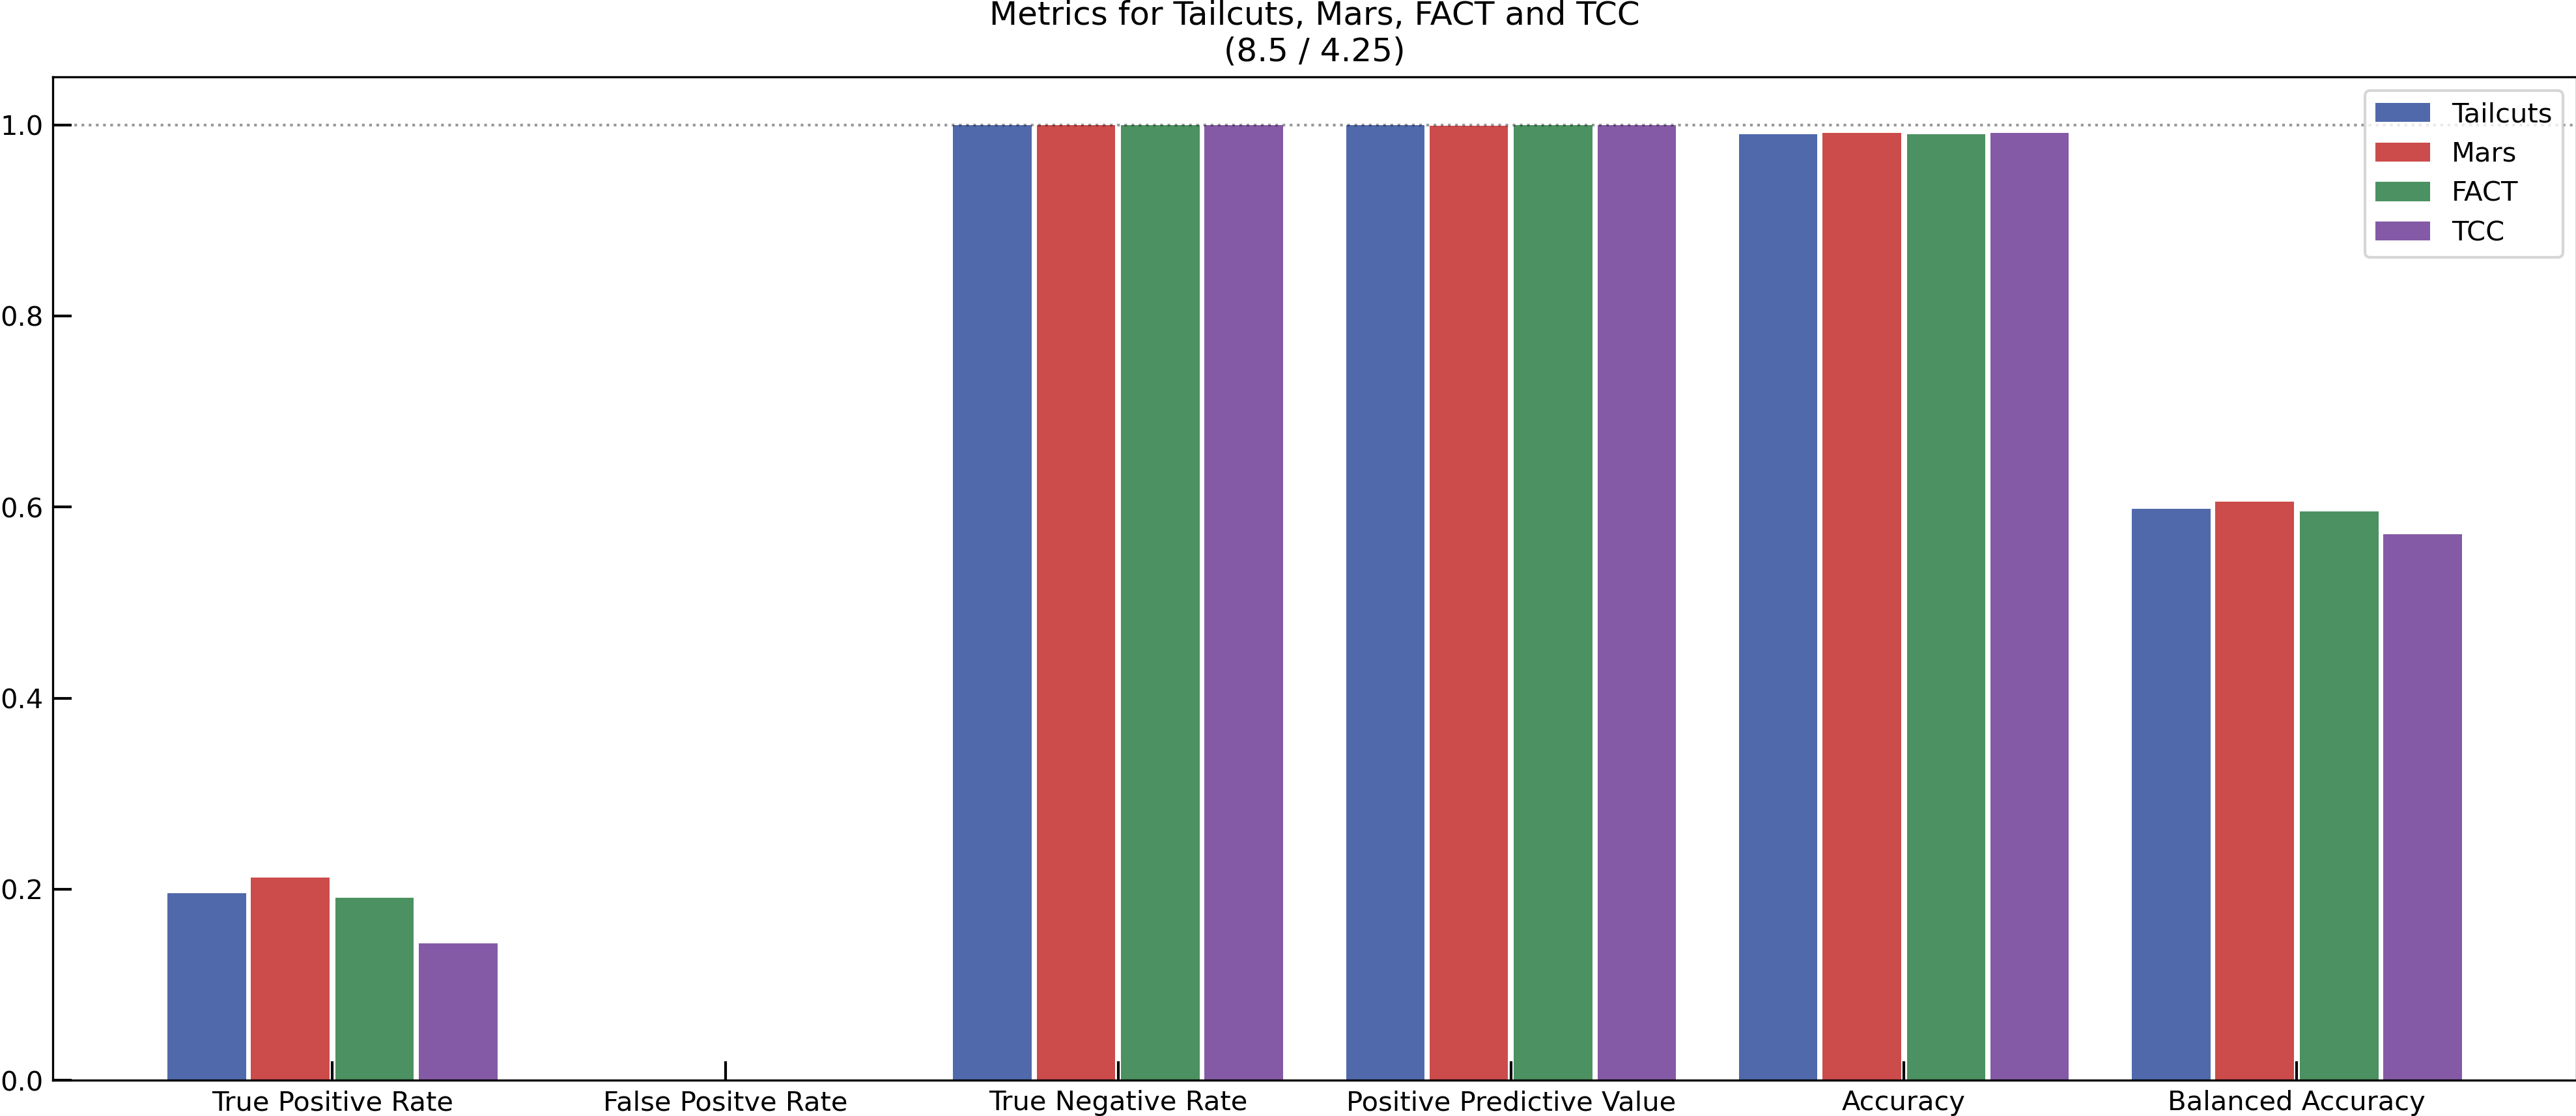 Metrics for Tailcuts, Mars, FACT and TCC
(8.5 / 4.25)
1.0
0.8
0.6
0.4
0.2
0.0
Tailcuts
Mars
FACT
TCC
True Positive Rate
False Positve Rate
True Negative Rate
Positive Predictive Value
Accuracy
Balanced Accuracy